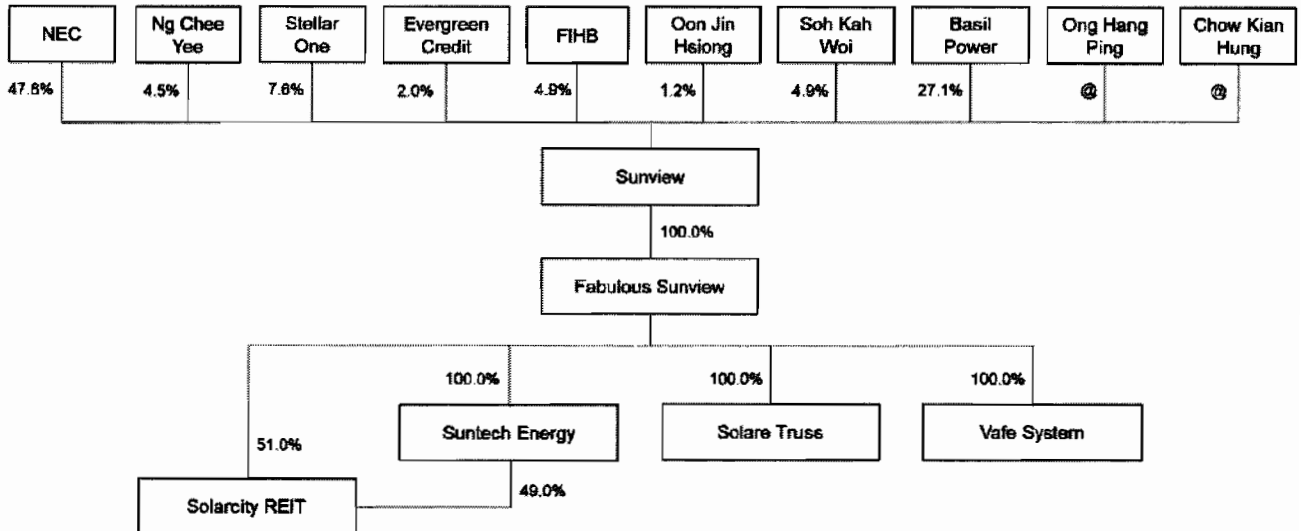 NEC
Ng Chee
Yee
Stellar
One
Evergreen
Credit
FIHB
Oon Jin
Hsiong
Soh Kah
Woi
Basil
Power
Ong Hang
Ping
Chow Kian
Hung
47.8%
4.5%
7.6%
2.0%
4.9%
1.2%
4.9%
27.1%
@
@
Sunview
100.0%
Fabulous Sunview
100.0%
100.0%
100.0%
Suntech Energy
Solare Truss
Vafe System
51.0%
49.0%
Solarcity REIT